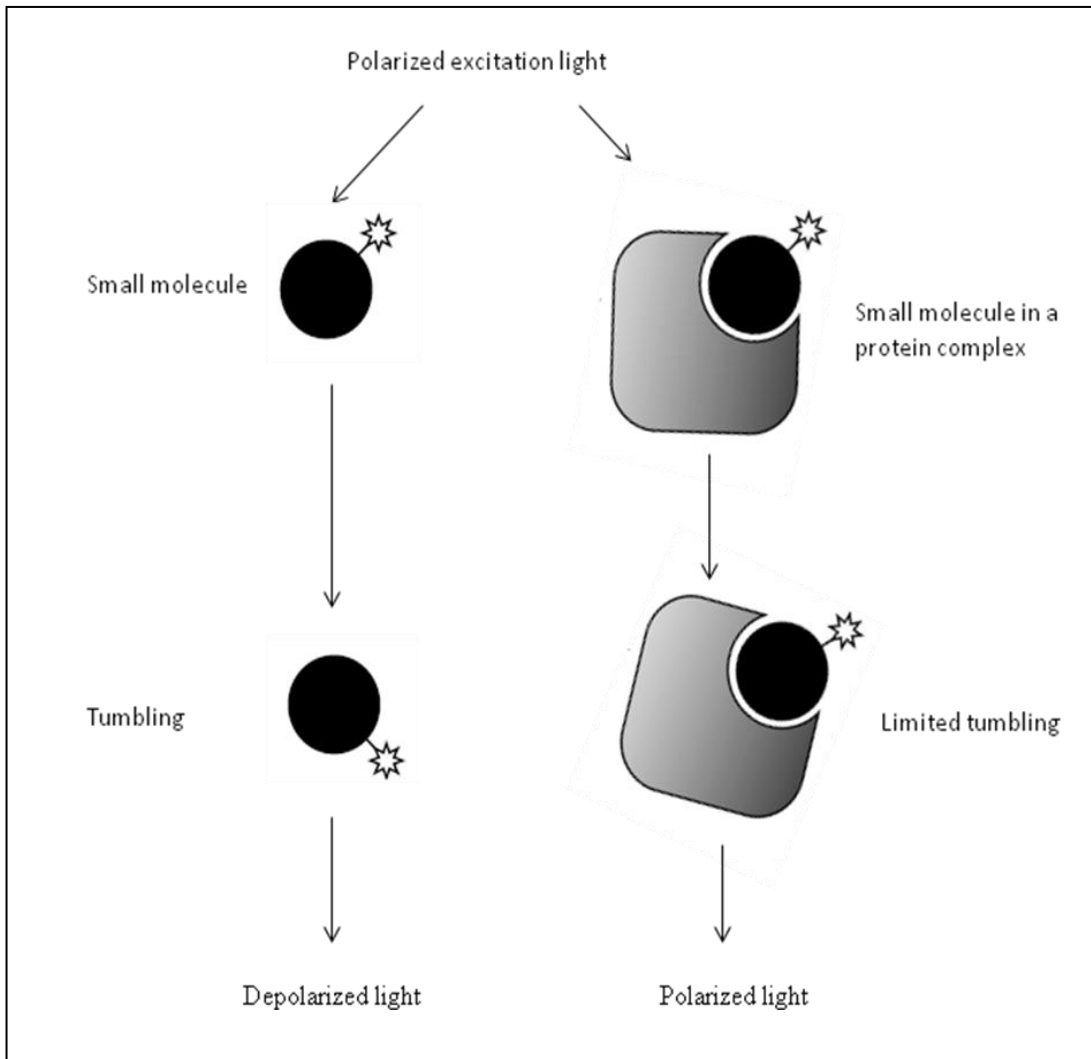 Polarized excitation light
Small molecule
Small molecule in a
protein complex
Tumbling
Limited tumbling
Depolarized light
Polarized light